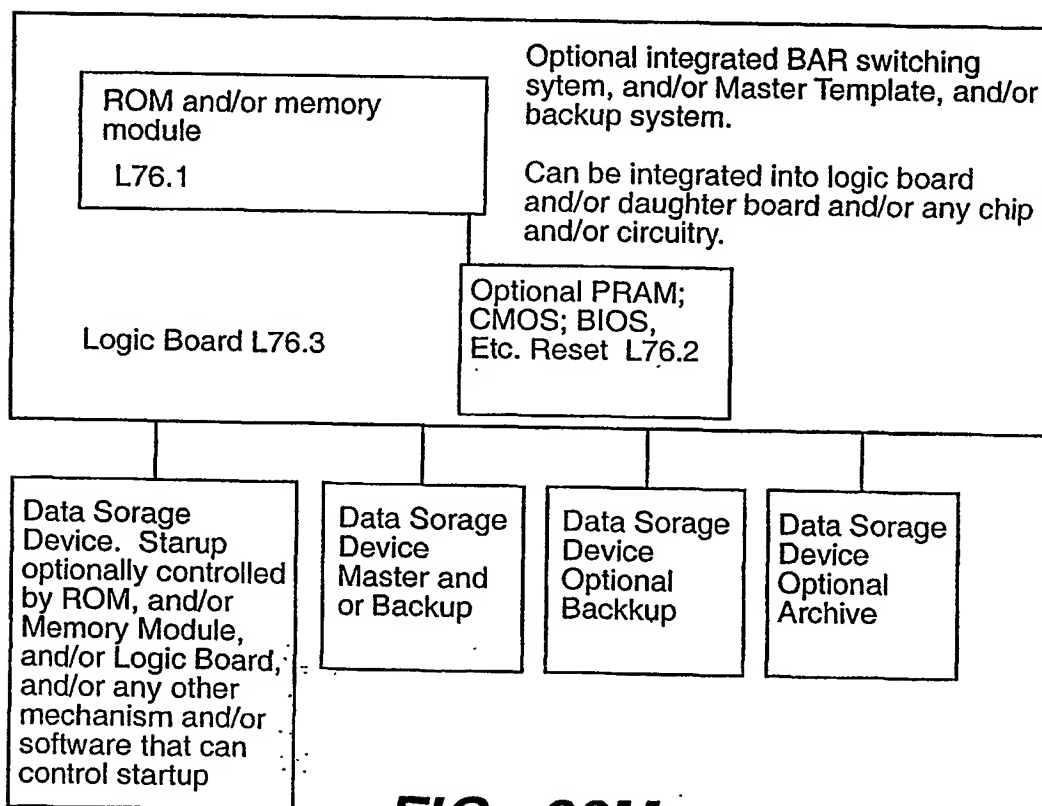 Optional integrated BAR switching
sytem, and/or Master Template, and/or
backup system.
Can be integrated into logic board
and/or daughter board and/or any chip
and/or circuitry.
ROM and/or memory
module
L76.1
Optional PRAM;
CMOS; BIOS,
Etc. Reset L76.2
Logic Board L76.3
Data Sorage
Device. Starup
optionally controlled
by ROM, and/or
Memory Module,
and/or Logic Board,
and/or any other
mechanism and/or
software that can
control startup
Data Sorage
Device
Master and
or Backup
Data Sorage
Device
Optional
Backkup
Data Sorage
Device
Optional
Archive
FIG.